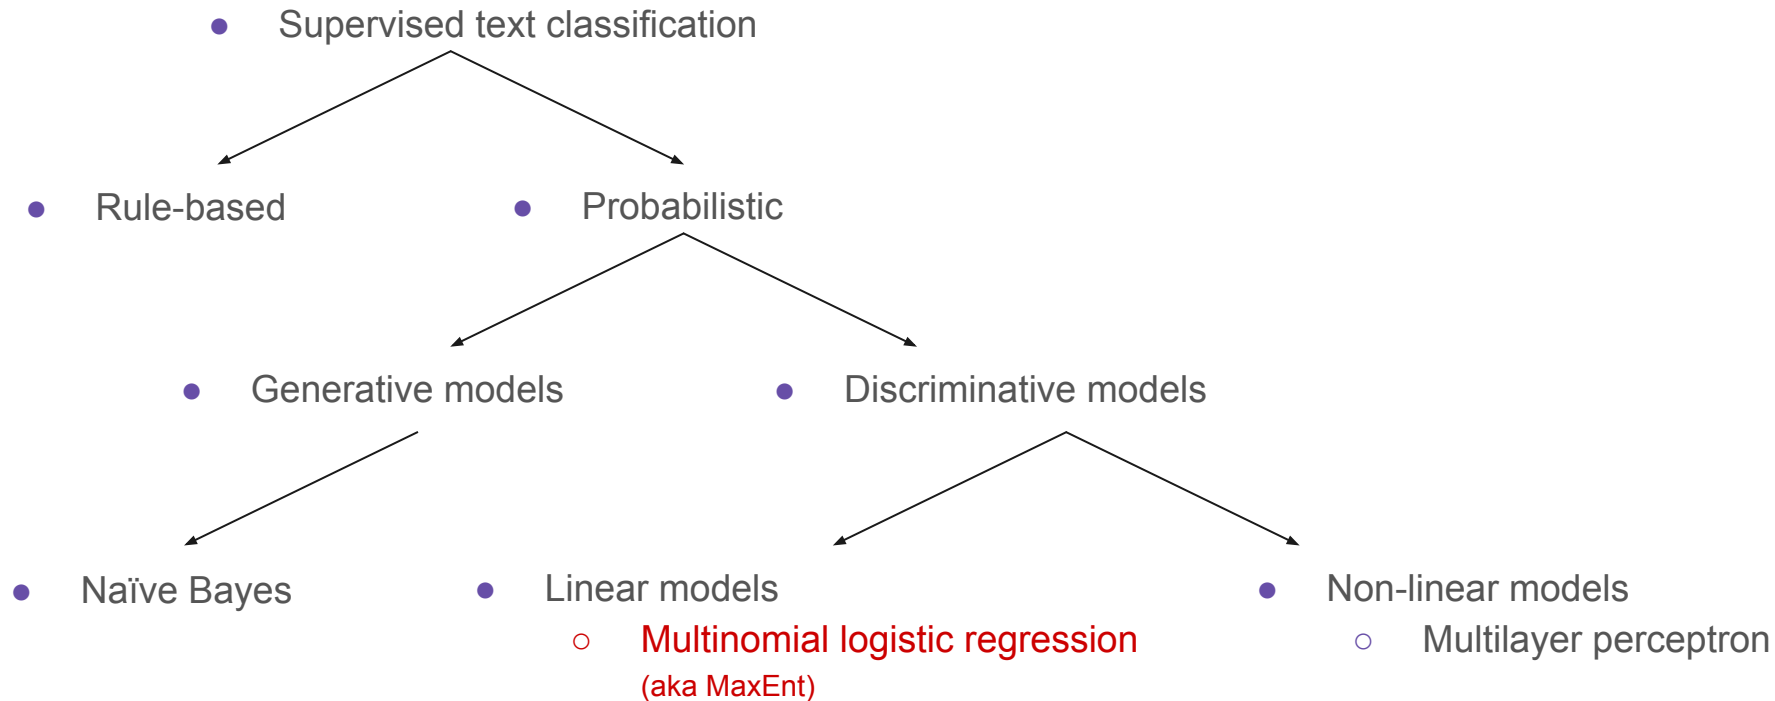 Supervised text classification
Rule-based
Probabilistic
Generative models
Discriminative models
Naïve Bayes
Linear models
Multinomial logistic regression
(aka MaxEnt)
Non-linear models
Multilayer perceptron